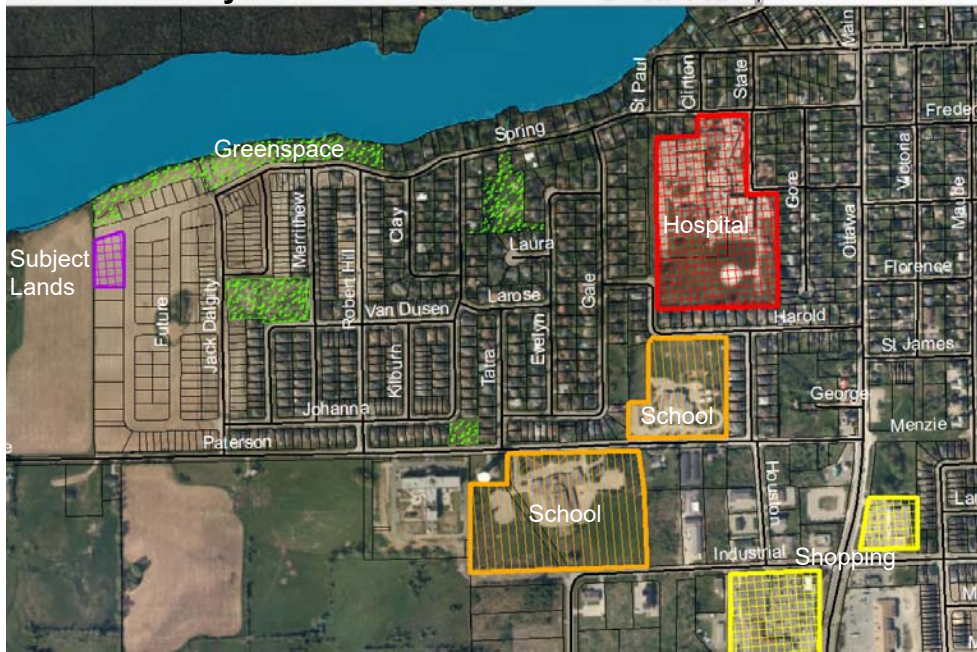 Main
St Paul
Clinton
State
Spring
Freder
Greenspace
Merrithew
Clay
Gore
Victoria
Maude
Laura
Hospital
Ottawa
Subject
Lands
Florence
Robert Hill
Gale
Future
Jack Dalgity
Van Dusen
Larose
Harold
Evelyn
St James
Kilburn
Tatra
George
Johanna
School
Menzie
Paterson
e
Houston
La
School
Industrial
Shopping
M
M